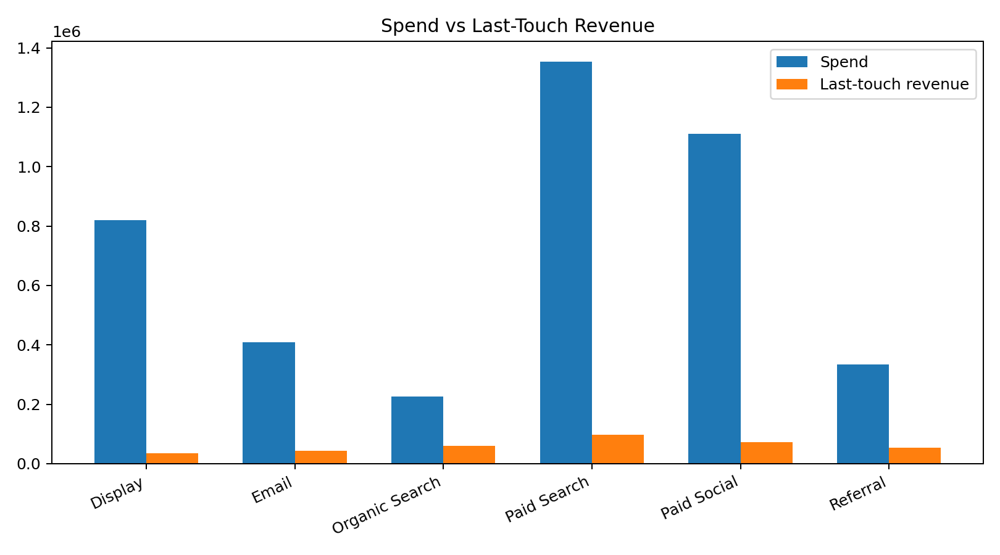 Spend vs Last-Touch Revenue
1e6
1.4
1.2
1.0
0.8
0.6
0.4
0.2
0.0
Spend
Last-touch revenue
Display
Email
Organic Search
Paid Search
Paid Social
Referral